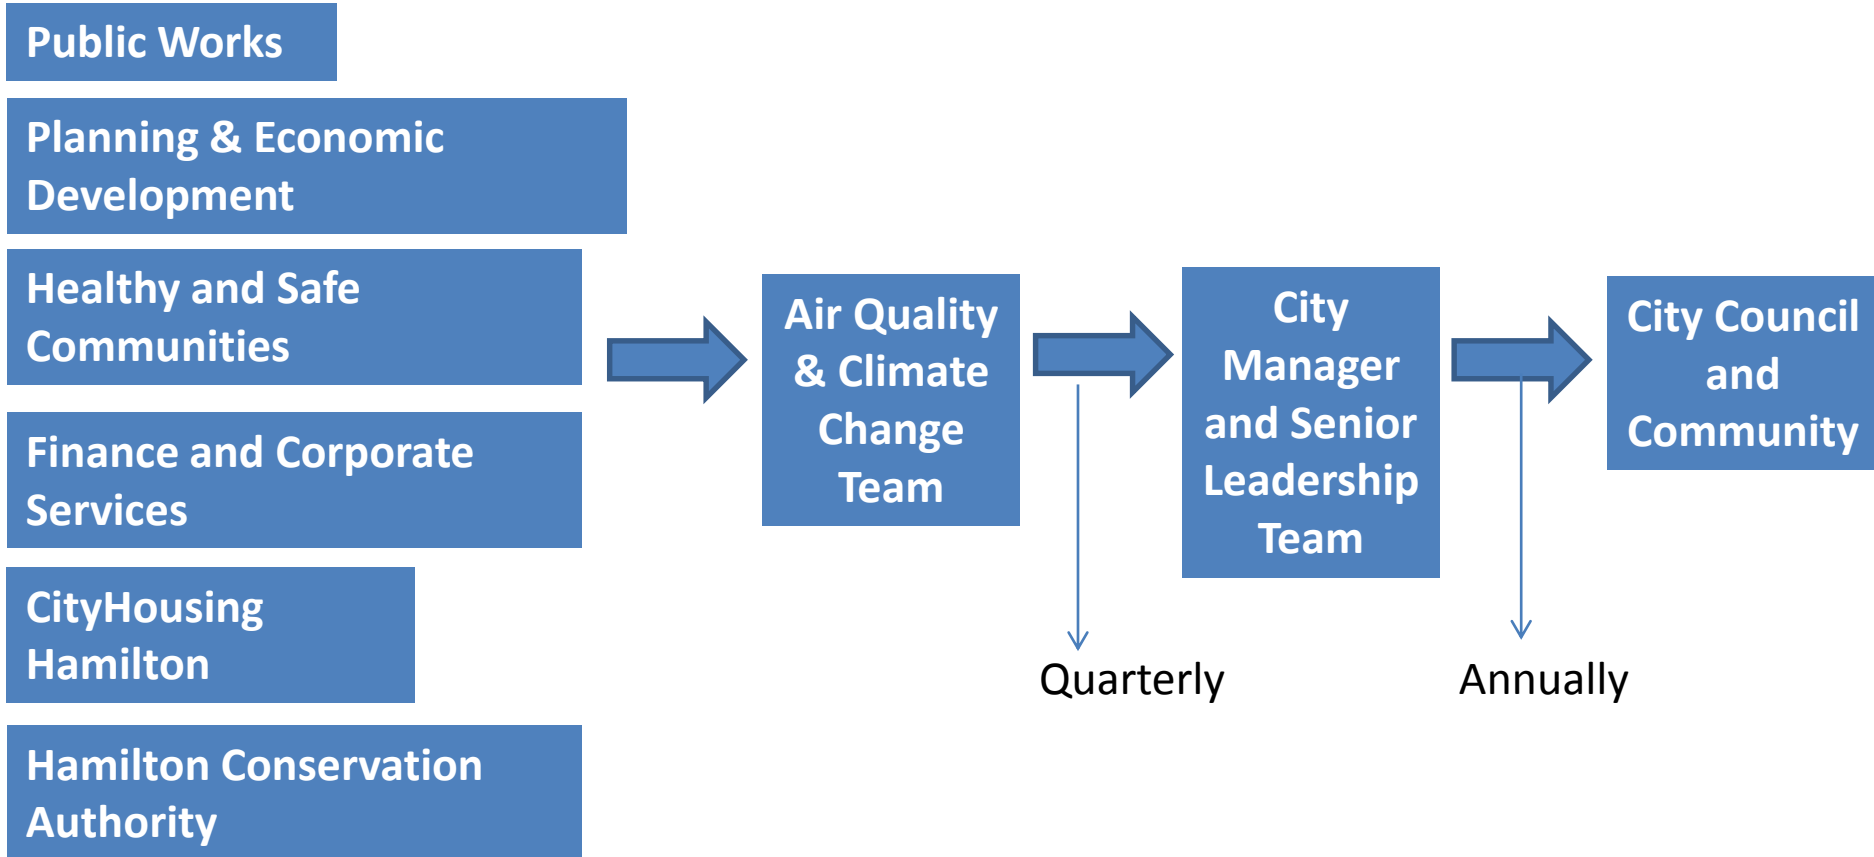 Public Works
Planning & Economic
Development
Healthy and Safe
Communities
Finance and Corporate
Services
CityHousing
Hamilton
Hamilton Conservation
Authority
Air Quality
& Climate
Change
Team
City
Manager
and Senior
Leadership
Team
City Council
and
Community
Quarterly
Annually